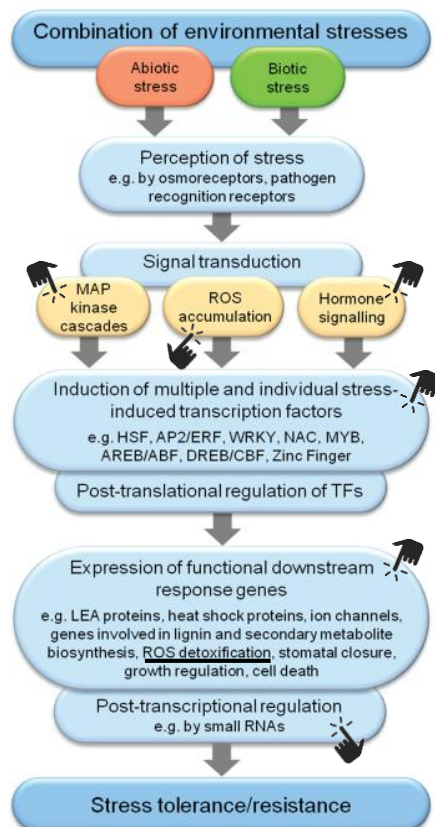 Combination of environmental stresses
Abiotic stress
Biotic stress
Perception of stress
e.g. by osmoreceptors, pathogen
recognition receptors
Signal transduction
MAP
kinase
cascades
ROS
accumulation
Hormone
signalling
Induction of multiple and individual stress-
induced transcription factors
e.g. HSF, AP2/ERF, WRKY, NAC, MYB,
AREB/ABF, DREB/CBF, Zinc Finger
Post-translational regulation of TFs
Expression of functional downstream
response genes
e.g. LEA proteins, heat shock proteins, ion channels,
genes involved in lignin and secondary metabolite
biosynthesis, ROS detoxification, stomatal closure,
growth regulation, cell death
Post-transcriptional regulation
e.g. by small RNAs
Stress tolerance/resistance